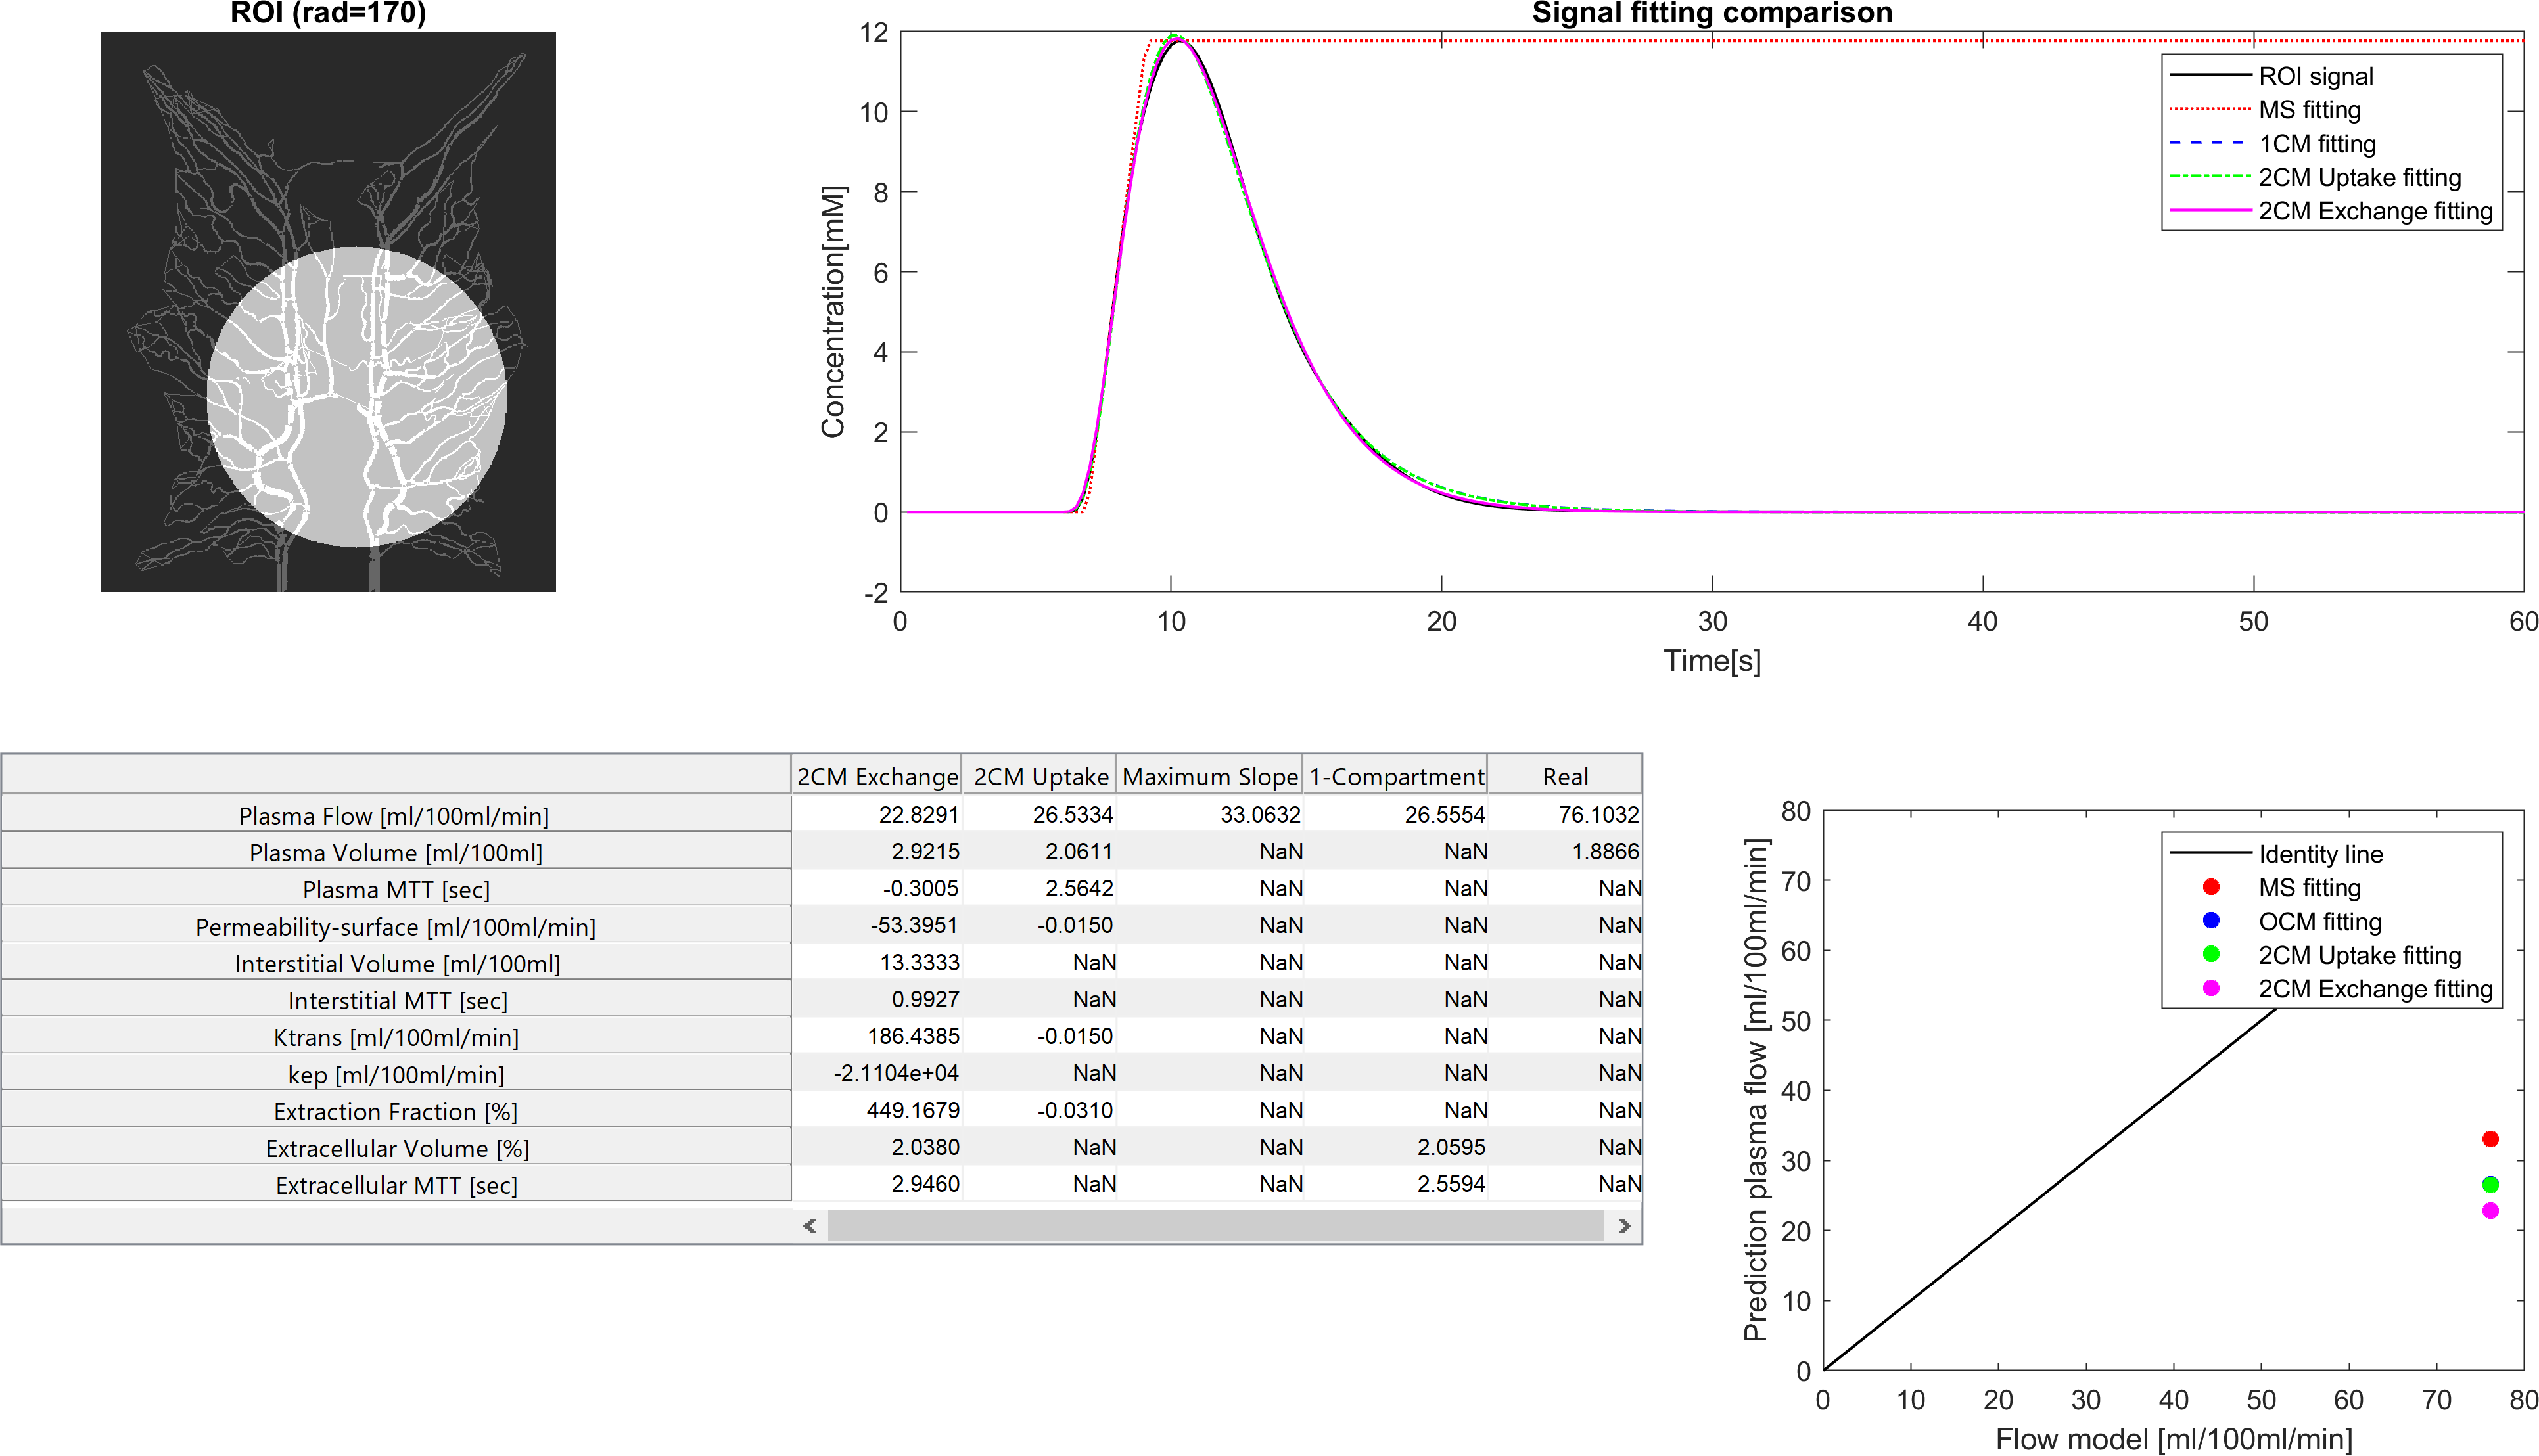 ROI (rad=170)
Signal fitting comparison
12
10
8
6
4
2
0
-2
Concentration[mM]
0 10 20 30 40 50 60
Time[s]
ROI signal
MS fitting
1CM fitting
2CM Uptake fitting
2CM Exchange fitting
2CM Exchange 2CM Uptake Maximum Slope 1-Compartment Real
Plasma Flow [ml/100ml/min] 22.8291 26.5334 33.0632 26.5554 76.1032
Plasma Volume [ml/100ml] 2.9215 2.0611 NaN NaN 1.8866
Plasma MTT [sec] -0.3005 2.5642 NaN NaN NaN
Permeability-surface [ml/100ml/min] -53.3951 -0.0150 NaN NaN NaN
Interstitial Volume [ml/100ml] 13.3333 NaN NaN NaN NaN
Interstitial MTT [sec] 0.9927 NaN NaN NaN NaN
Ktrans [ml/100ml/min] 186.4385 -0.0150 NaN NaN NaN
kep [ml/100ml/min] -2.1104e+04 NaN NaN NaN NaN
Extraction Fraction [%] 449.1679 -0.0310 NaN NaN NaN
Extracellular Volume [%] 2.0380 NaN NaN 2.0595 NaN
Extracellular MTT [sec] 2.9460 NaN NaN 2.5594 NaN
80
70
60
50
40
30
20
10
0
Prediction plasma flow [ml/100ml/min]
Identity line
MS fitting
OCM fitting
2CM Uptake fitting
2CM Exchange fitting
0 10 20 30 40 50 60 70 80
Flow model [ml/100ml/min]